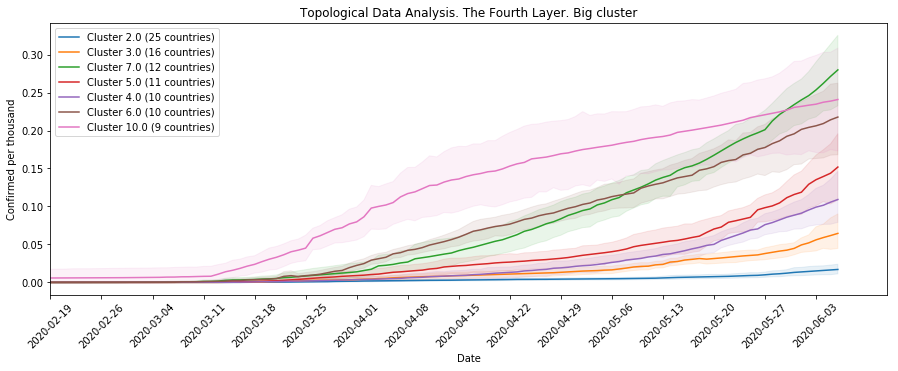 Topological Data Analysis. The Fourth Layer. Big cluster
Cluster 2.0 (25 countries)
Cluster 3.0 (16 countries)
Cluster 7.0 (12 countries)
Cluster 5.0 (11 countries)
Cluster 4.0 (10 countries)
Cluster 6.0 (10 countries)
Cluster 10.0 (9 countries)
Confirmed per thousand
0.30
0.25
0.20
0.15
0.10
0.05
0.00
2020-02-19
2020-02-26
2020-03-04
2020-03-11
2020-03-18
2020-03-25
2020-04-01
2020-04-08
2020-04-15
2020-04-22
2020-04-29
2020-05-06
2020-05-13
2020-05-20
2020-05-27
2020-06-03
Date